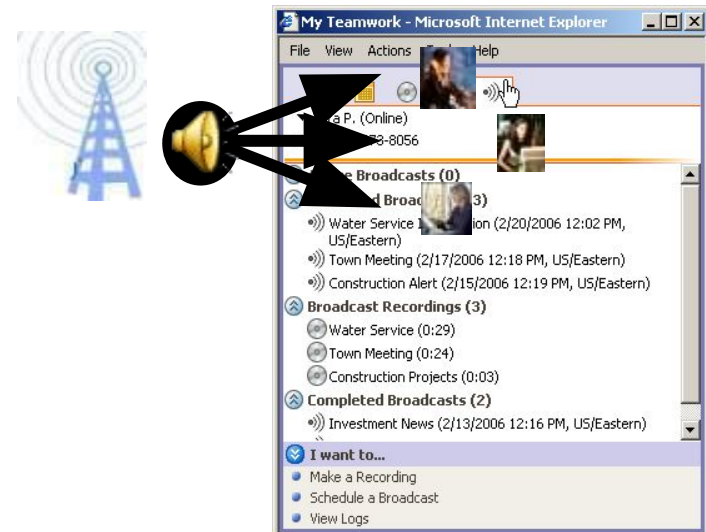 My Teamwork - Microsoft Internet Explorer
File View Actions Help
a P. (Online)
-8056
Broadcasts (0)
Water Service (2/20/2006 12:02 PM,
US/Eastern)
Town Meeting (2/17/2006 12:18 PM, US/Eastern)
Construction Alert (2/15/2006 12:19 PM, US/Eastern)
Broadcast Recordings (3)
Water Service (0:29)
Town Meeting (0:24)
Construction Projects (0:03)
Completed Broadcasts (2)
Investment News (2/13/2006 12:16 PM, US/Eastern)
I want to...
Make a Recording
Schedule a Broadcast
View Logs